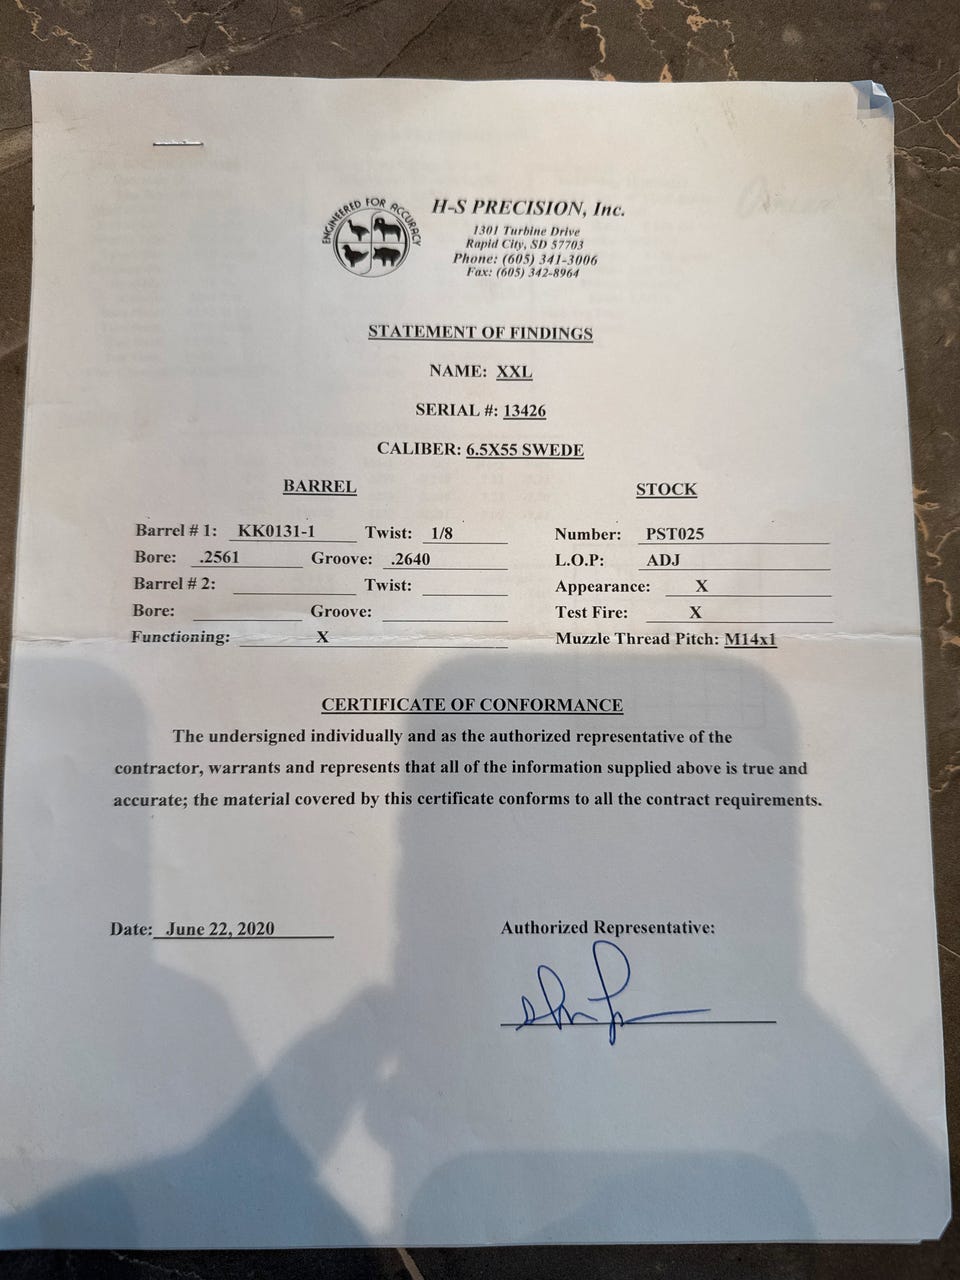 ENGINEERED FOR ACCURACY
H-S PRECISION, Inc.
1301 Turbine Drive
Rapid City, SD 57703
Phone: (605) 341-3006
Fax: (605) 342-8964
STATEMENT OF FINDINGS
NAME: XXL
SERIAL #: 13426
CALIBER: 6.5X55 SWEDE
BARREL
Barrel # 1: KK0131-1 Twist: 1/8
Bore: .2561 Groove: .2640
Barrel # 2: Twist:
Bore: Groove:
Functioning: X
STOCK
Number: PST025
L.O.P: ADJ
Appearance: X
Test Fire: X
Muzzle Thread Pitch: M14x1
CERTIFICATE OF CONFORMANCE
The undersigned individually and as the authorized representative of the
contractor, warrants and represents that all of the information supplied above is true and
accurate; the material covered by this certificate conforms to all the contract requirements.
Date: June 22, 2020
Authorized Representative: